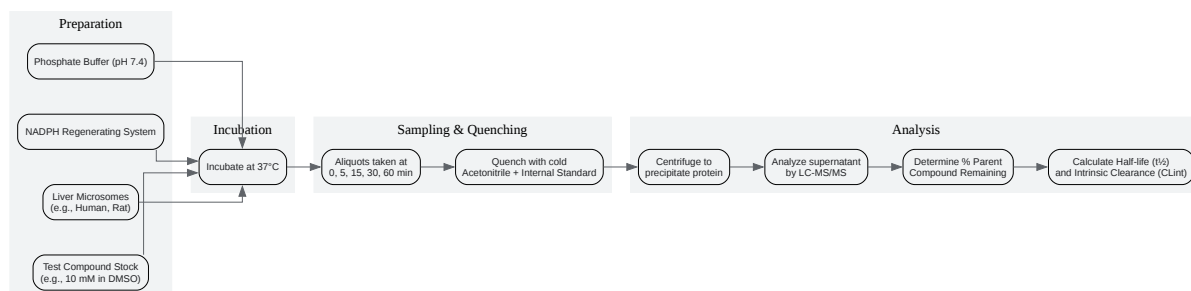 Preparation
Phosphate Buffer (pH 7.4)
NADPH Regenerating System
Liver Microsomes
(e.g., Human, Rat)
Test Compound Stock
(e.g., 10 mM in DMSO)
Incubation
Incubate at 37°C
Sampling & Quenching
Aliquots taken at
0, 5, 15, 30, 60 min
Quench with cold
Acetonitrile + Internal Standard
Analysis
Centrifuge to
precipitate protein
Analyze supernatant
by LC-MS/MS
Determine % Parent
Compound Remaining
Calculate Half-life (t½)
and Intrinsic Clearance (CLint)